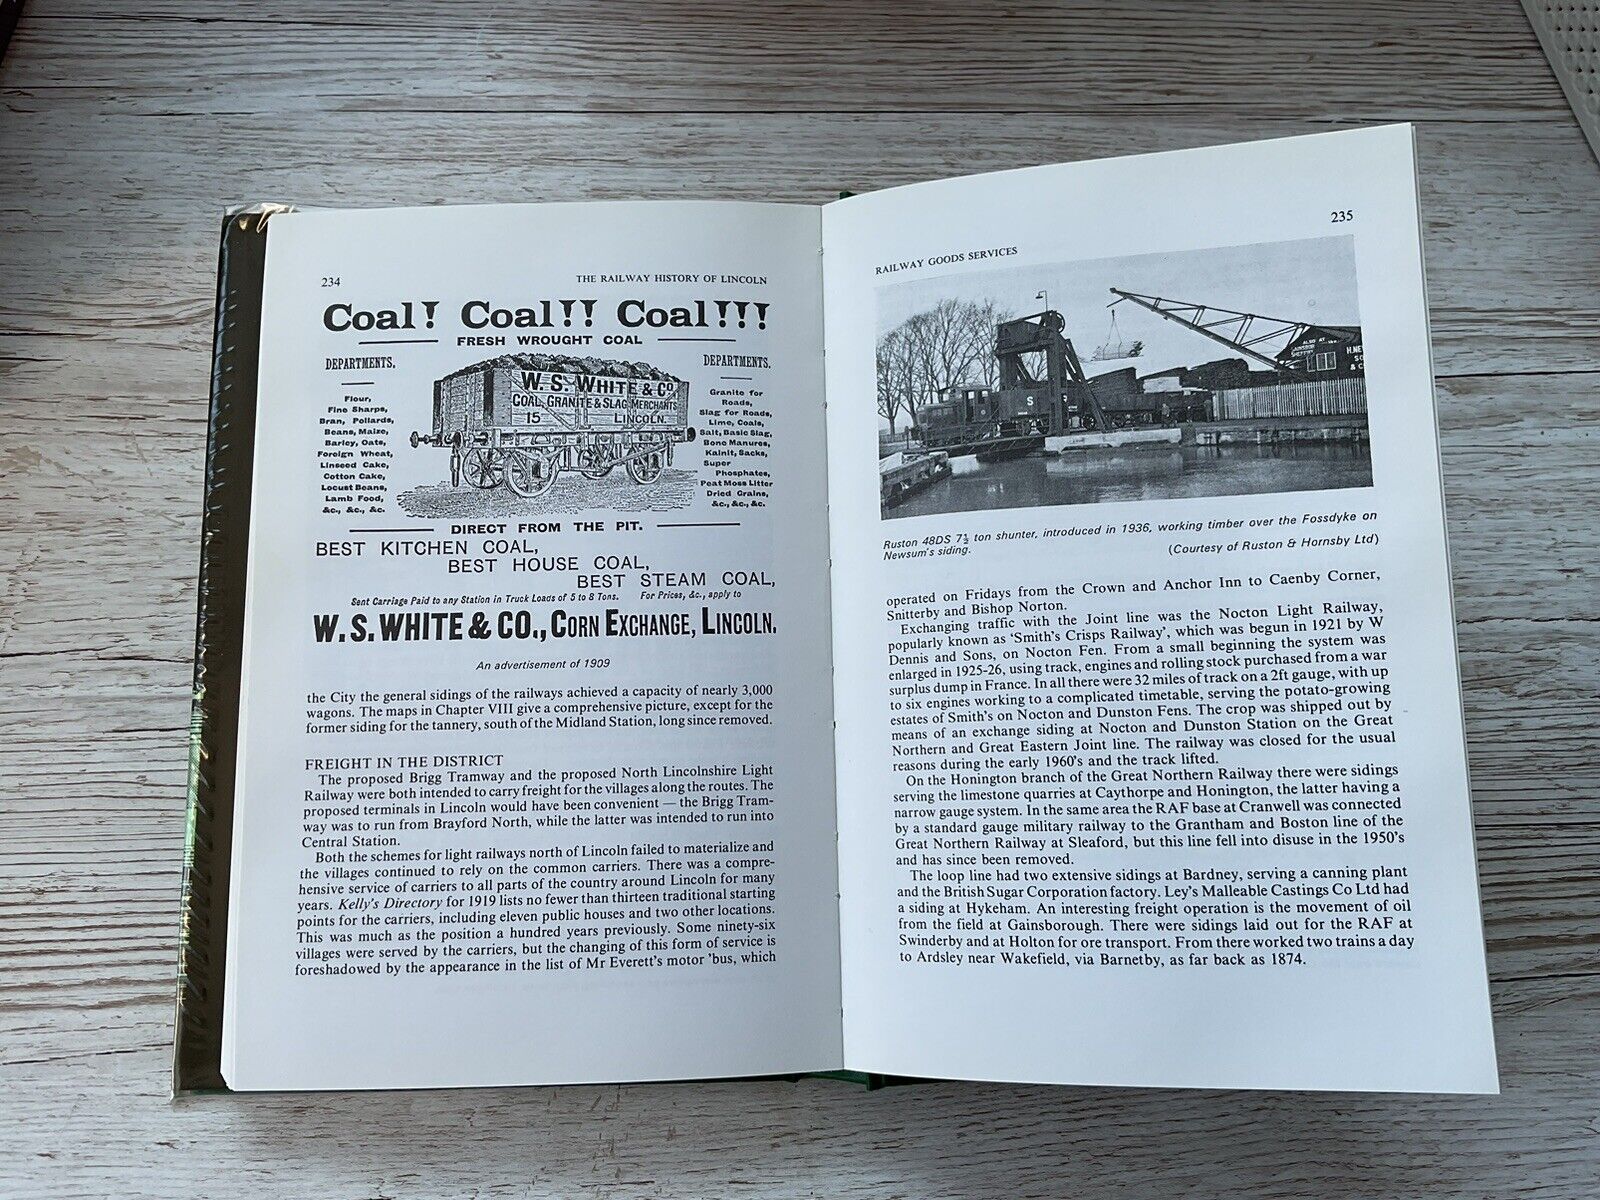 234
THE RAILWAY HISTORY OF LINCOLN
Coal! Coal!! Coal!!!
FRESH WROUGHT COAL
DEPARTMENTS.
Flour,
Fine Sharps,
Bran, Pollards,
Beans, Maize,
Barley, Oats,
Foreign Wheat,
Linseed Cake,
Cotton Cake,
Locust Beans,
Lamb Food,
&c., &c., &c.
W. S. WHITE & Co
COAL, GRANITE & SLAG MERCHANTS
15 LINCOLN.
DEPARTMENTS.
Granite for
Roads,
Slag for Roads,
Lime, Coals,
Salt, Basic Slag,
Bone Manures,
Kainit, Sacks,
Super
Phosphates,
Peat Moss Litter
Dried Grains,
&c., &c., &c.
DIRECT FROM THE PIT.
BEST KITCHEN COAL,
BEST HOUSE COAL,
BEST STEAM COAL,
Sent Carriage Paid to any Station in Truck Loads of 5 to 8 Tons. For Prices, &c., apply to
W. S. WHITE & CO., CORN EXCHANGE, LINCOLN.
An advertisement of 1909
the City the general sidings of the railways achieved a capacity of nearly 3,000
wagons. The maps in Chapter VIII give a comprehensive picture, except for the
former siding for the tannery, south of the Midland Station, long since removed.
FREIGHT IN THE DISTRICT
The proposed Brigg Tramway and the proposed North Lincolnshire Light
Railway were both intended to carry freight for the villages along the routes. The
proposed terminals in Lincoln would have been convenient — the Brigg Tram-
way was to run from Brayford North, while the latter was intended to run into
Central Station.
Both the schemes for light railways north of Lincoln failed to materialize and
the villages continued to rely on the common carriers. There was a compre-
hensive service of carriers to all parts of the country around Lincoln for many
years. Kelly's Directory for 1919 lists no fewer than thirteen traditional starting
points for the carriers, including eleven public houses and two other locations.
This was much as the position a hundred years previously. Some ninety-six
villages were served by the carriers, but the changing of this form of service is
foreshadowed by the appearance in the list of Mr Everett's motor 'bus, which
235
RAILWAY GOODS SERVICES
S
ALSO AT
H. NE
Ruston 48DS 7½ ton shunter, introduced in 1936, working timber over the Fossdyke on
Newsum's siding.
(Courtesy of Ruston & Hornsby Ltd)
operated on Fridays from the Crown and Anchor Inn to Caenby Corner,
Snitterby and Bishop Norton.
Exchanging traffic with the Joint line was the Nocton Light Railway,
popularly known as 'Smith's Crisps Railway', which was begun in 1921 by W
Dennis and Sons, on Nocton Fen. From a small beginning the system was
enlarged in 1925-26, using track, engines and rolling stock purchased from a war
surplus dump in France. In all there were 32 miles of track on a 2ft gauge, with up
to six engines working to a complicated timetable, serving the potato-growing
estates of Smith's on Nocton and Dunston Fens. The crop was shipped out by
means of an exchange siding at Nocton and Dunston Station on the Great
Northern and Great Eastern Joint line. The railway was closed for the usual
reasons during the early 1960's and the track lifted.
On the Honington branch of the Great Northern Railway there were sidings
serving the limestone quarries at Caythorpe and Honington, the latter having a
narrow gauge system. In the same area the RAF base at Cranwell was connected
by a standard gauge military railway to the Grantham and Boston line of the
Great Northern Railway at Sleaford, but this line fell into disuse in the 1950's
and has since been removed.
The loop line had two extensive sidings at Bardney, serving a canning plant
and the British Sugar Corporation factory. Ley's Malleable Castings Co Ltd had
a siding at Hykeham. An interesting freight operation is the movement of oil
from the field at Gainsborough. There were sidings laid out for the RAF at
Swinderby and at Holton for ore transport. From there worked two trains a day
to Ardsley near Wakefield, via Barnetby, as far back as 1874.